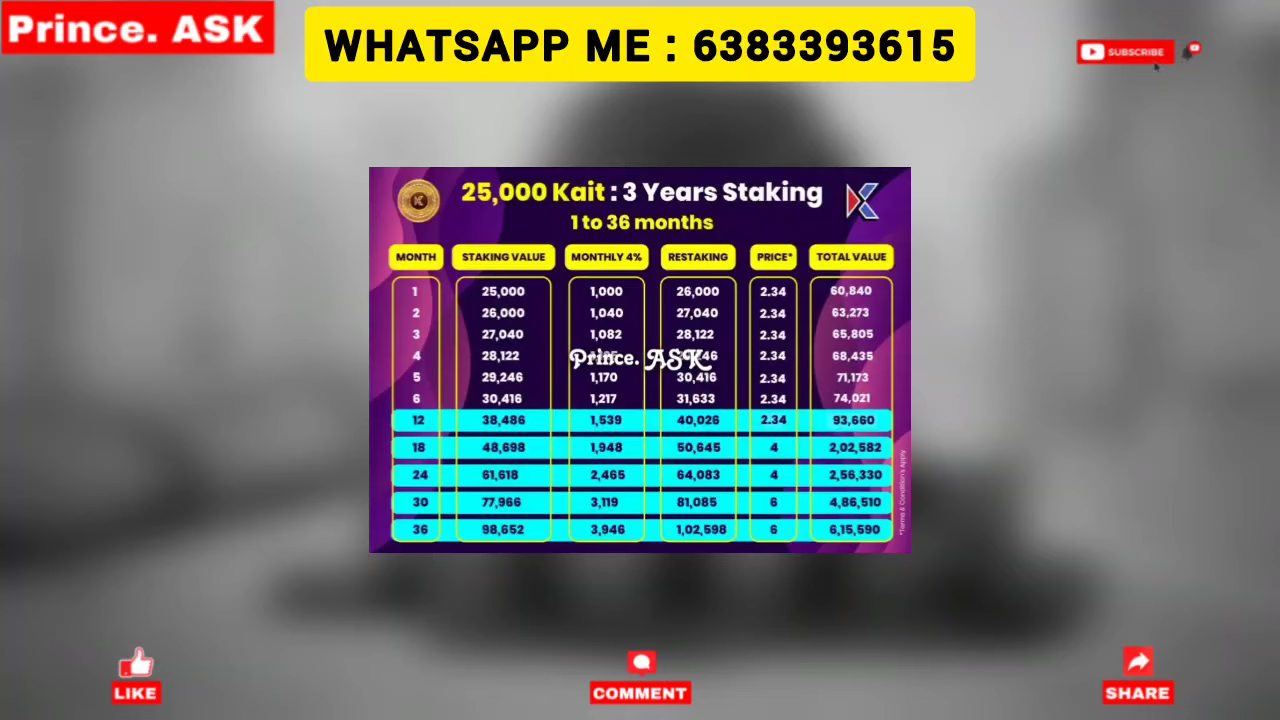 Prince. ASK
WHATSAPP ME : 6383393615
SUBSCRIBE
25,000 Kait : 3 Years Staking
1 to 36 months
MONTH STAKING VALUE MONTHLY 4% RESTAKING PRICE* TOTAL VALUE
1 25,000 1,000 26,000 2.34 60,840
2 26,000 1,040 27,040 2.34 63,273
3 27,040 1,082 28,122 2.34 65,805
4 28,122 2.34 68,435
Prince. ASK
5 29,246 1,170 30,416 2.34 71,173
6 30,416 1,217 31,633 2.34 74,021
12 38,486 1,539 40,026 2.34 93,660
18 48,698 1,948 50,645 4 2,02,582
24 61,618 2,465 64,083 4 2,56,330
30 77,966 3,119 81,085 6 4,86,510
36 98,652 3,946 1,02,598 6 6,15,590
*Terms & Condition's Apply
LIKE
COMMENT
SHARE